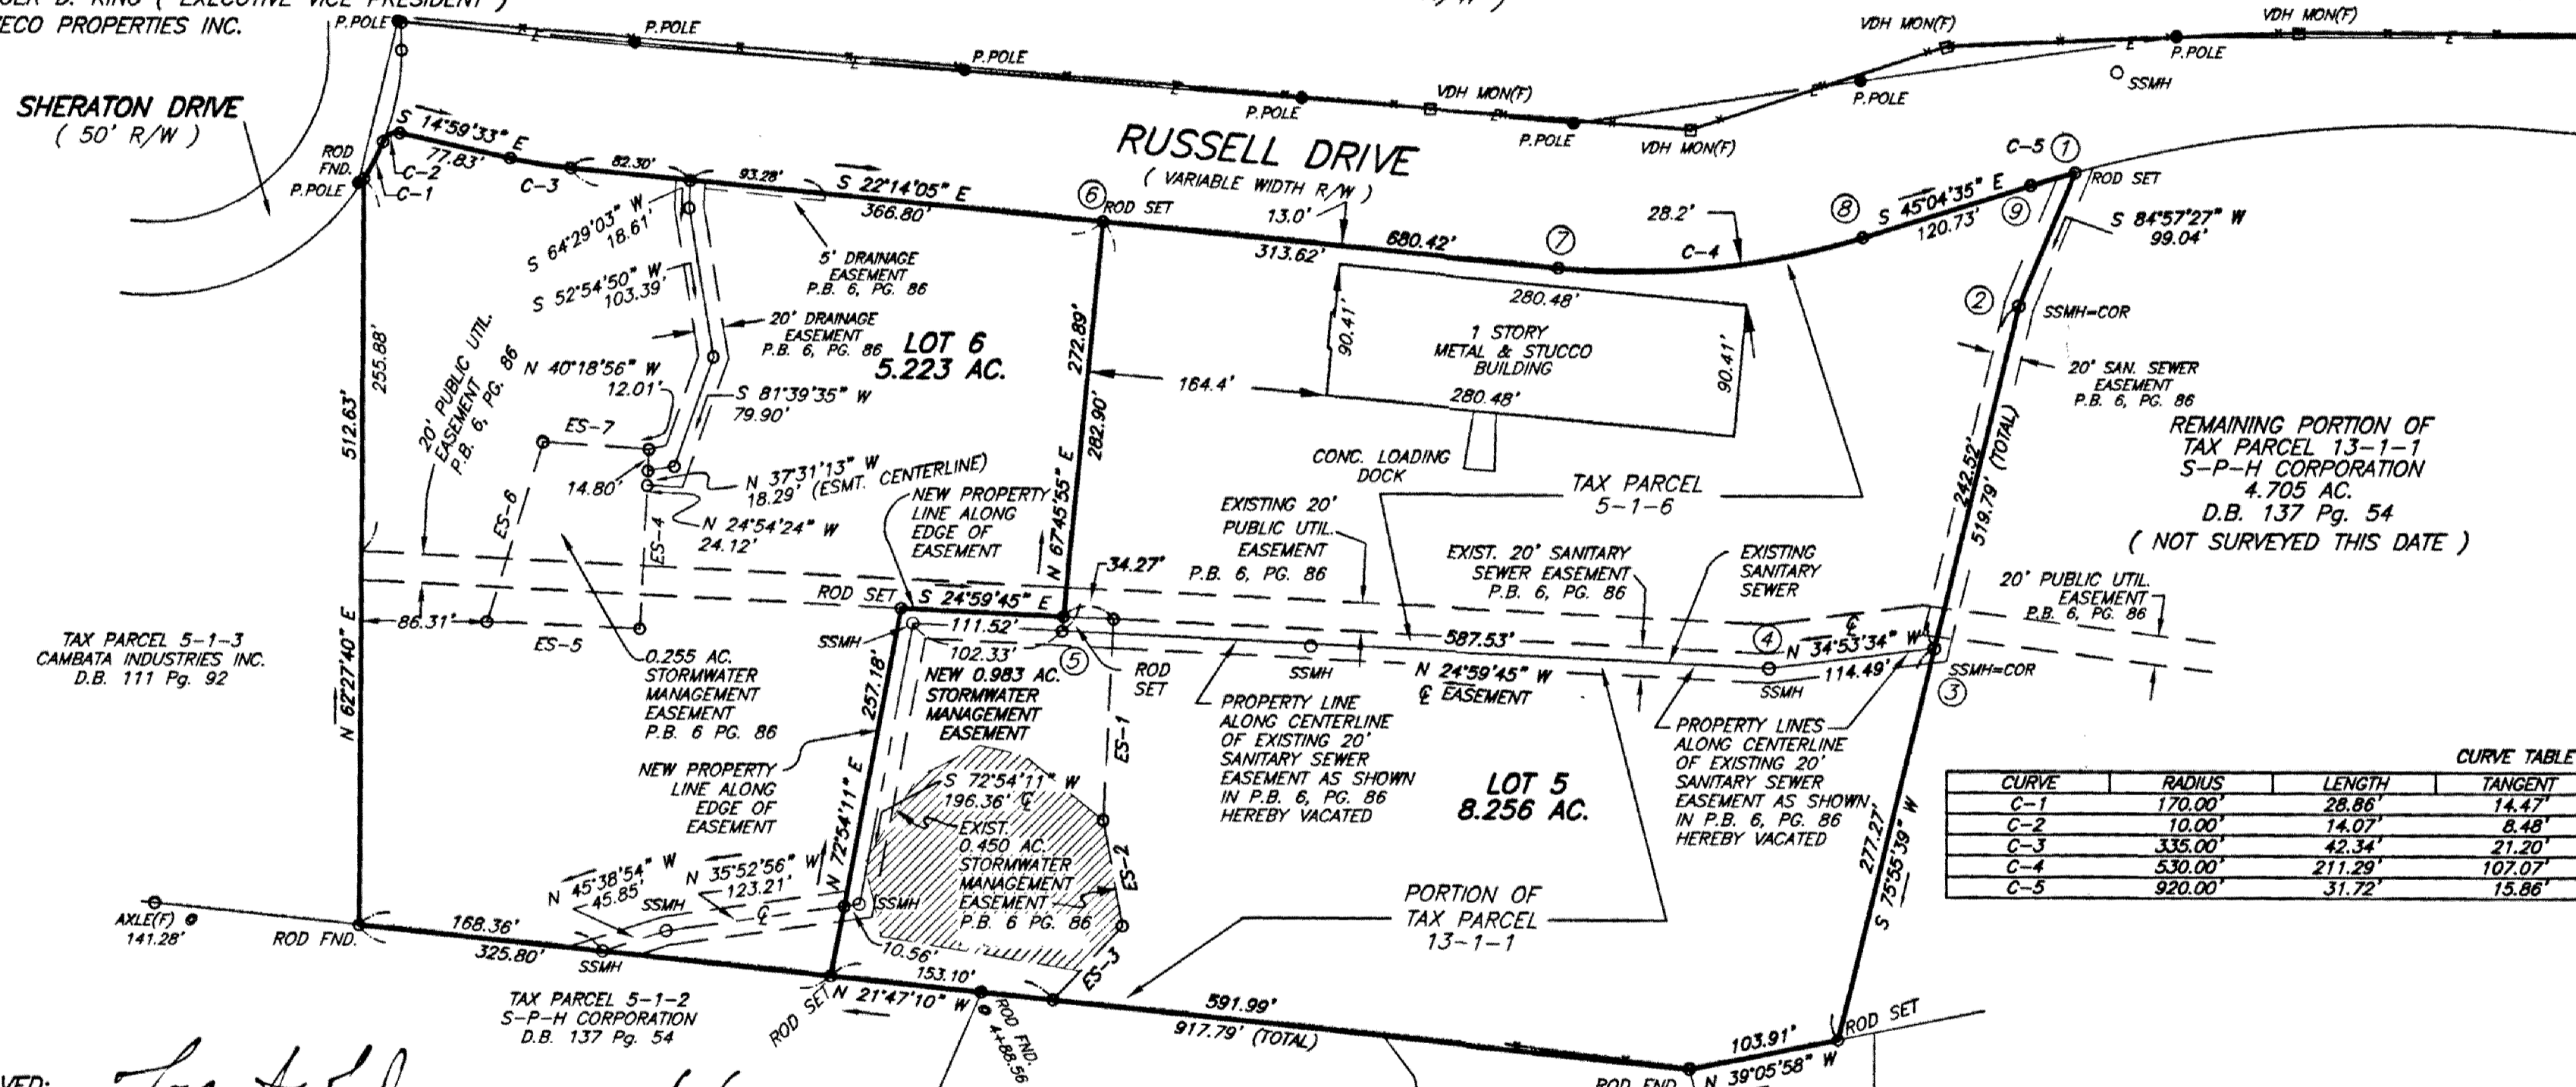 ECO PROPERTIES INC.
SHERATON DRIVE
( 50' R/W )
P.POLE
P.POLE
P.POLE
P.POLE
VDH MON(F)
P.POLE
VDH MON(F)
VDH MON(F)
P.POLE
VDH MON(F)
P.POLE
SSMH
ROD
FND.
P.POLE
C-2
C-1
S 14°59'33" E
77.83'
C-3
82.30'
93.28'
S 22°14'05" E
366.80'
RUSSELL DRIVE
( VARIABLE WIDTH R/W )
6
ROD SET
13.0'
680.42'
313.62'
7
28.2'
C-4
8
S 45°04'35" E
120.73'
9
C-5
1
ROD SET
S 84°57'27" W
99.04'
2
SSMH=COR
S 64°29'03" W
18.61'
S 52°54'50" W
103.39'
5' DRAINAGE
EASEMENT
P.B. 6, PG. 86
20' DRAINAGE
EASEMENT
P.B. 6, PG. 86
LOT 6
5.223 AC.
N 40°18'56" W
12.01'
S 81°39'35" W
79.90'
20' PUBLIC UTIL.
EASEMENT
P.B. 6, PG. 86
255.88'
512.63'
N 62°27'40" E
ES-7
ES-6
14.80'
ES-4
N 37°31'13" W
18.29' (ESMT. CENTERLINE)
N 24°54'24" W
24.12'
272.89'
282.90'
N 67°45'55" E
164.4'
280.48'
90.41'
1 STORY
METAL & STUCCO
BUILDING
90.41'
280.48'
CONC. LOADING
DOCK
TAX PARCEL
5-1-6
20' SAN. SEWER
EASEMENT
P.B. 6, PG. 86
REMAINING PORTION OF
TAX PARCEL 13-1-1
S-P-H CORPORATION
4.705 AC.
D.B. 137 Pg. 54
( NOT SURVEYED THIS DATE )
242.52'
519.79' (TOTAL)
NEW PROPERTY
LINE ALONG
EDGE OF
EASEMENT
EXISTING 20'
PUBLIC UTIL.
EASEMENT
P.B. 6, PG. 86
EXIST. 20' SANITARY
SEWER EASEMENT
P.B. 6, PG. 86
EXISTING
SANITARY
SEWER
20' PUBLIC UTIL.
EASEMENT
P.B. 6, PG. 86
34.27'
ROD SET
S 24°59'45" E
86.31'
ES-5
SSMH
111.52'
102.33'
5
ROD
SET
587.53'
SSMH
N 24°59'45" W
℄ EASEMENT
4
SSMH
℄
N 34°53'34" W
114.49'
SSMH=COR
3
TAX PARCEL 5-1-3
CAMBATA INDUSTRIES INC.
D.B. 111 Pg. 92
0.255 AC.
STORMWATER
MANAGEMENT
EASEMENT
P.B. 6 PG. 86
NEW 0.983 AC.
STORMWATER
MANAGEMENT
EASEMENT
257.18'
N 72°54'11" E
NEW PROPERTY
LINE ALONG
EDGE OF
EASEMENT
ES-1
PROPERTY LINE
ALONG CENTERLINE
OF EXISTING 20'
SANITARY SEWER
EASEMENT AS SHOWN
IN P.B. 6, PG. 86
HEREBY VACATED
LOT 5
8.256 AC.
PROPERTY LINES
ALONG CENTERLINE
OF EXISTING 20'
SANITARY SEWER
EASEMENT AS SHOWN
IN P.B. 6, PG. 86
HEREBY VACATED
S 72°54'11" W
196.36' ℄
EXIST.
0.450 AC.
STORMWATER
MANAGEMENT
EASEMENT
P.B. 6 PG. 86
ES-2
ES-3
277.27'
S 75°55'39" W
CURVE TABLE
CURVE RADIUS LENGTH TANGENT
C-1 170.00' 28.86' 14.47'
C-2 10.00' 14.07' 8.48'
C-3 335.00' 42.34' 21.20'
C-4 530.00' 211.29' 107.07'
C-5 920.00' 31.72' 15.86'
PORTION OF
TAX PARCEL
13-1-1
N 45°38'54" W
45.85'
N 35°52'56" W
123.21'
℄
SSMH
SSMH
AXLE(F)
141.28'
ROD FND.
168.36'
325.80'
SSMH
10.56'
153.10'
ROD SET
N 21°47'10" W
ROD FND.
4+88.56
591.99'
917.79' (TOTAL)
TAX PARCEL 5-1-2
S-P-H CORPORATION
D.B. 137 Pg. 54
103.91'
ROD SET
N 39°05'58" W
ROD FND.